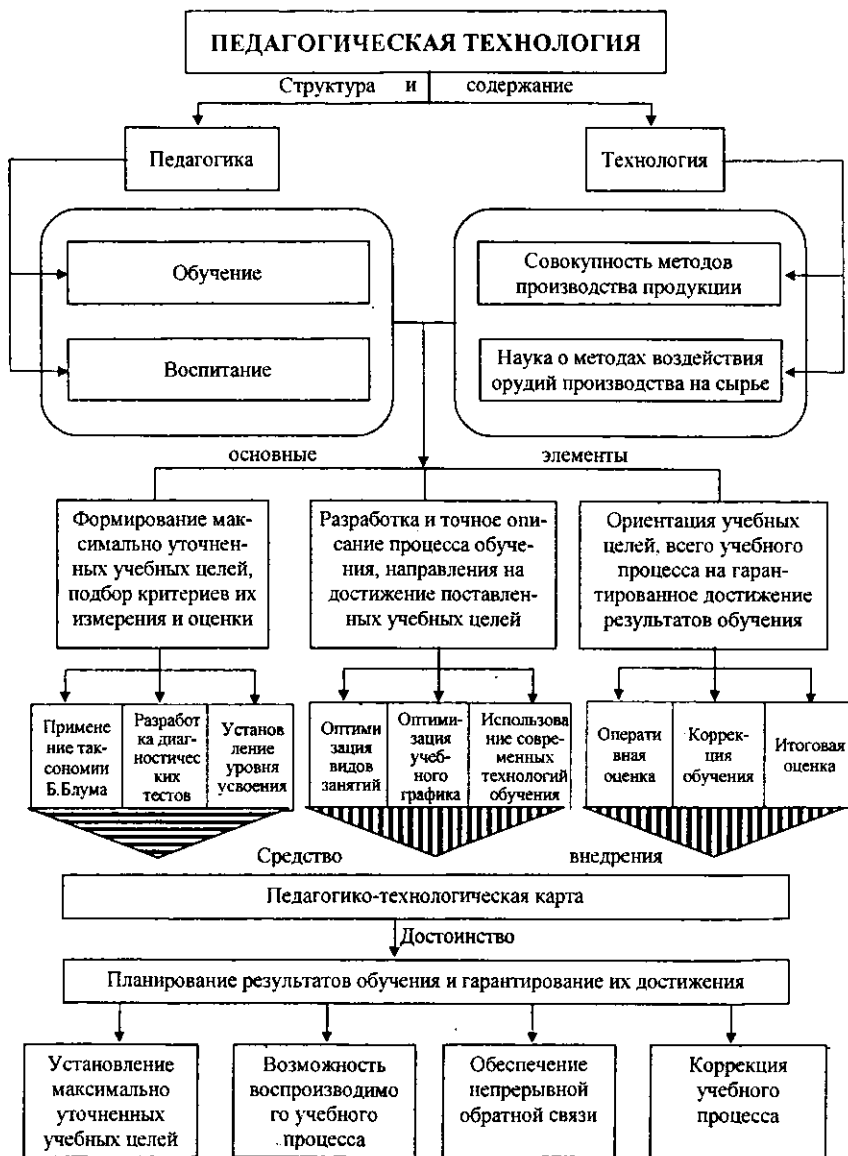 ПЕДАГОГИЧЕСКАЯ ТЕХНОЛОГИЯ
Структура и содержание
Педагогика
Технология
Обучение
Воспитание
Совокупность методов
производства продукции
Наука о методах воздействия
орудий производства на сырье
основные элементы
Формирование мак-
симально уточнен-
ных учебных целей,
подбор критериев их
измерения и оценки
Разработка и точное опи-
сание процесса обуче-
ния, направления на
достижение поставлен-
ных учебных целей
Ориентация учебных
целей, всего учебного
процесса на гаран-
тированное достижение
результатов обучения
Примене
ние так-
сономии
Б.Блума
Разработ
ка диаг-
ностичес
ких
тестов
Установ
ление
уровня
усвоения
Оптими
зация
видов
занятий
Оптими-
зация
учеб-
ного
графика
Использова
ние совре-
менных
технологий
обучения
Операти
вная
оценка
Коррек-
ция
обучения
Итоговая
оценка
Средство внедрения
Педагогико-технологическая карта
Достоинство
Планирование результатов обучения и гарантирование их достижения
Установление
максимально
уточненных
учебных целей
Возможность
воспроизводимо
го учебного
процесса
Обеспечение
непрерывной
обратной связи
Коррекция
учебного
процесса